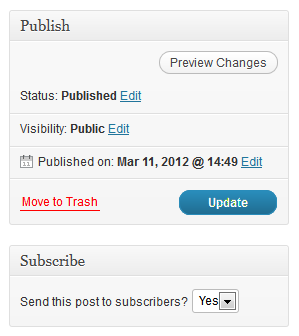 Publish
Preview Changes
Status: Published Edit
Visibility: Public Edit
Published on: Mar 11, 2012 @ 14:49 Edit
Move to Trash Update
Subscribe
Send this post to subscribers? Yes